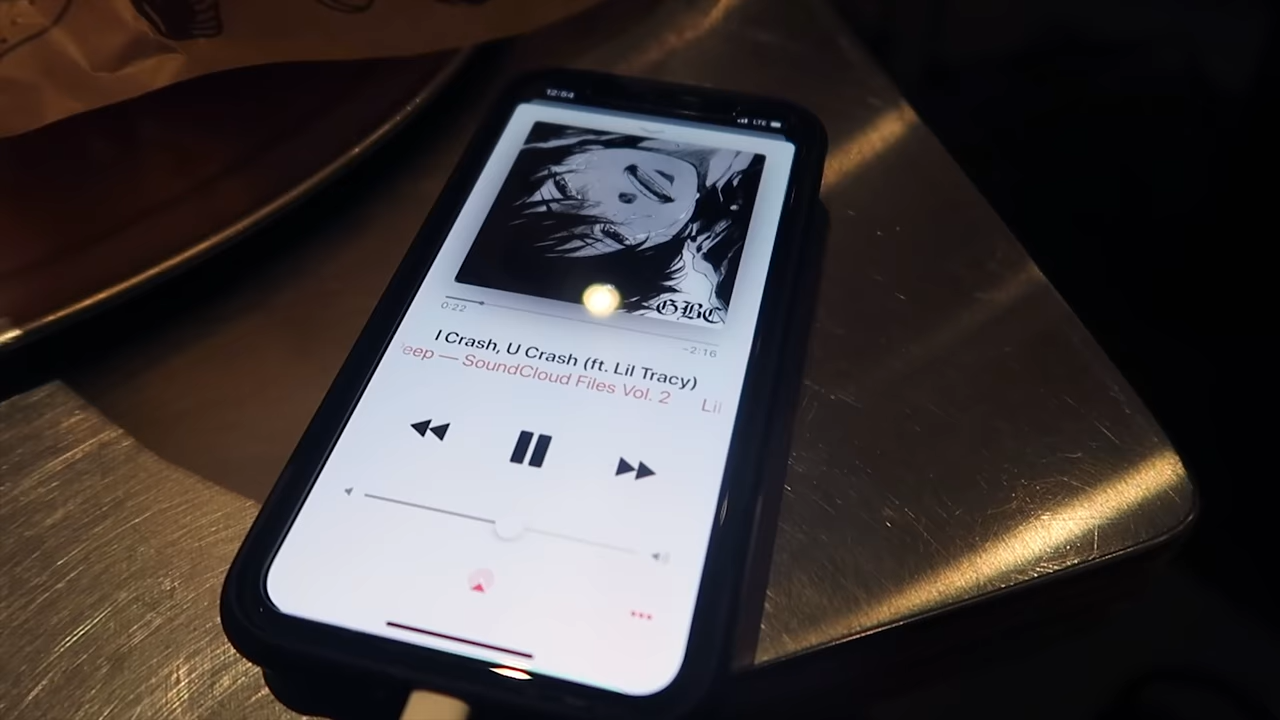 12:54
LTE
GBC
0:22
-2:16
I Crash, U Crash (ft. Lil Tracy)
eep — SoundCloud Files Vol. 2 Lil